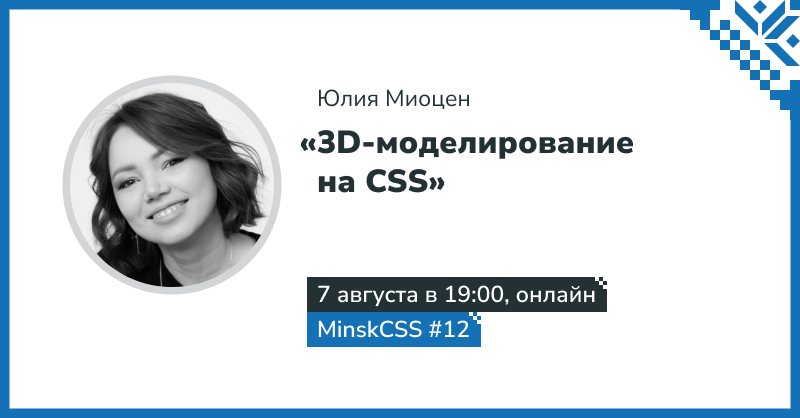 Юлия Миоцен
«3D-моделирование
на CSS»
7 августа в 19:00, онлайн
MinskCSS #12